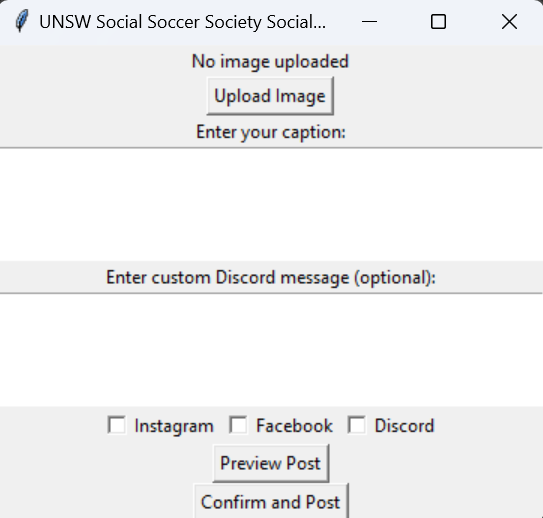 UNSW Social Soccer Society Social...
No image uploaded
Upload Image
Enter your caption:
Enter custom Discord message (optional):
Instagram Facebook Discord
Preview Post
Confirm and Post